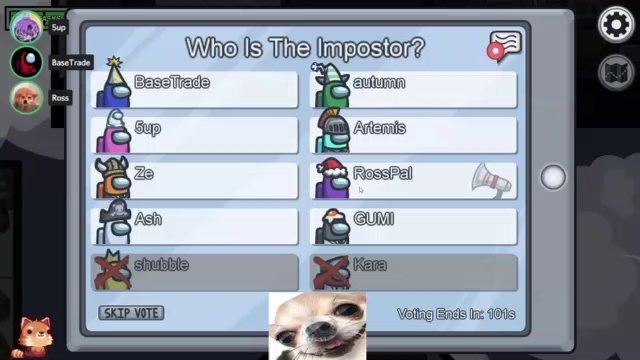 5up
BaseTrade
Ross
Who Is The Impostor?
BaseTrade
autumn
5up
Artemis
Ze
RossPal
Ash
GUMI
shubble
Kara
SKIP VOTE
Voting Ends In: 101s